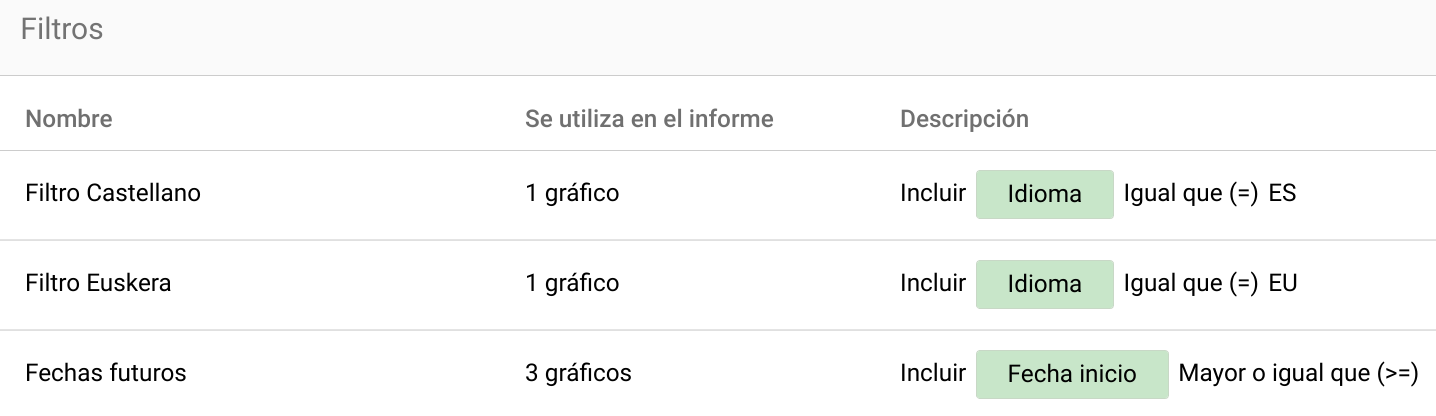 Filtros
Nombre Se utiliza en el informe Descripción
Filtro Castellano 1 gráfico Incluir Idioma Igual que (=) ES
Filtro Euskera 1 gráfico Incluir Idioma Igual que (=) EU
Fechas futuros 3 gráficos Incluir Fecha inicio Mayor o igual que (>=)